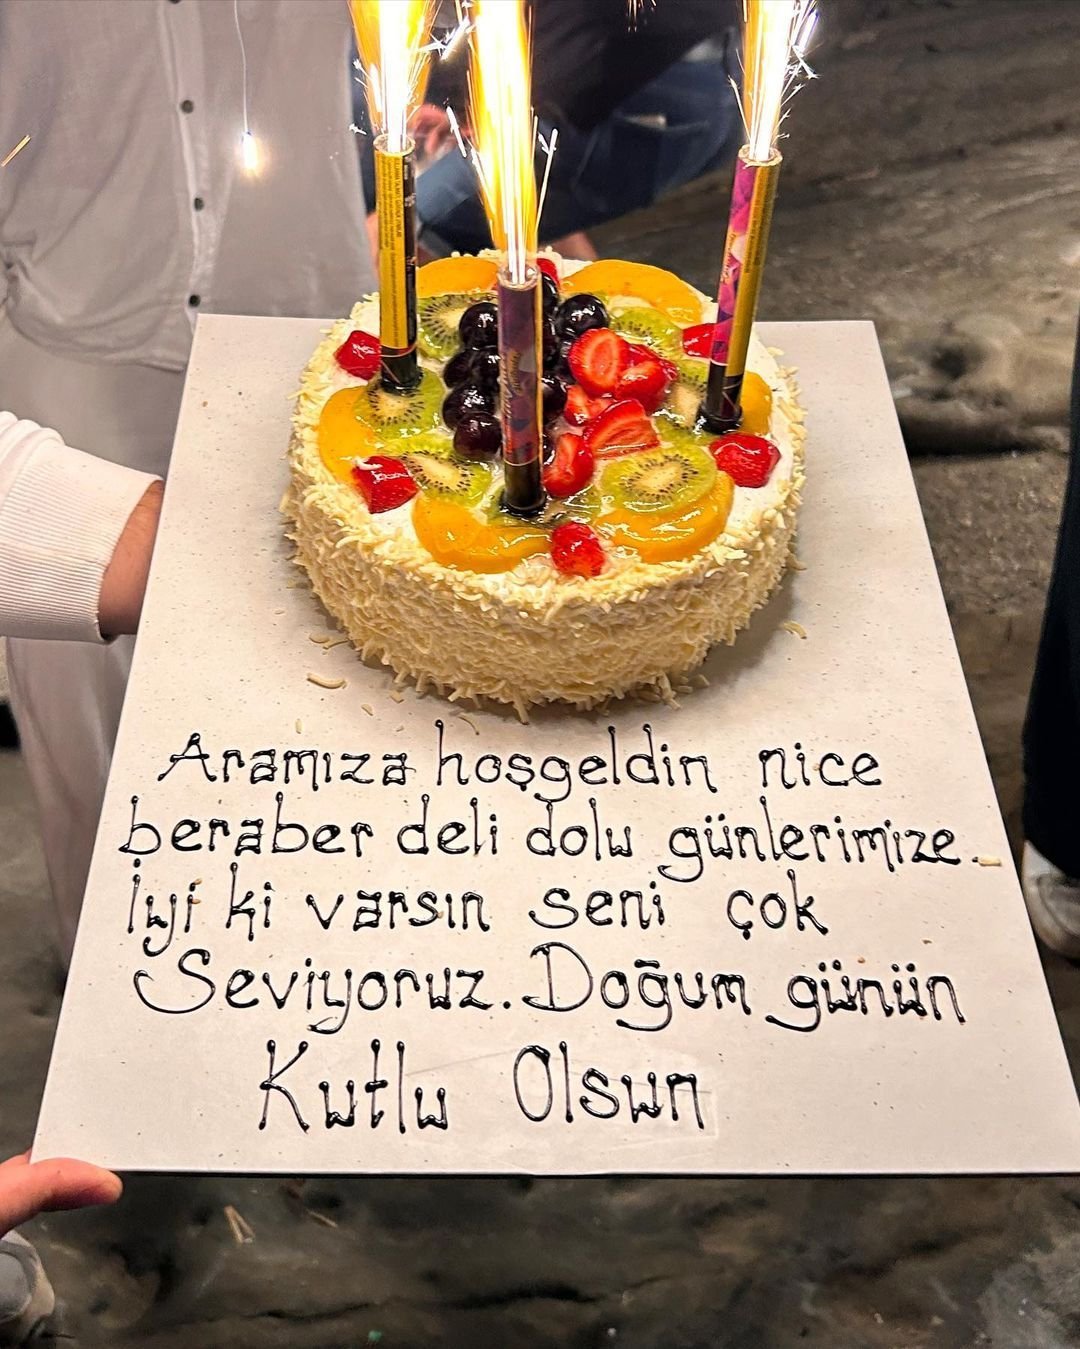 Aramıza hoşgeldin nice
beraber deli dolu günlerimize.
İyi ki varsın seni çok
Seviyoruz. Doğum günün
Kutlu Olsun